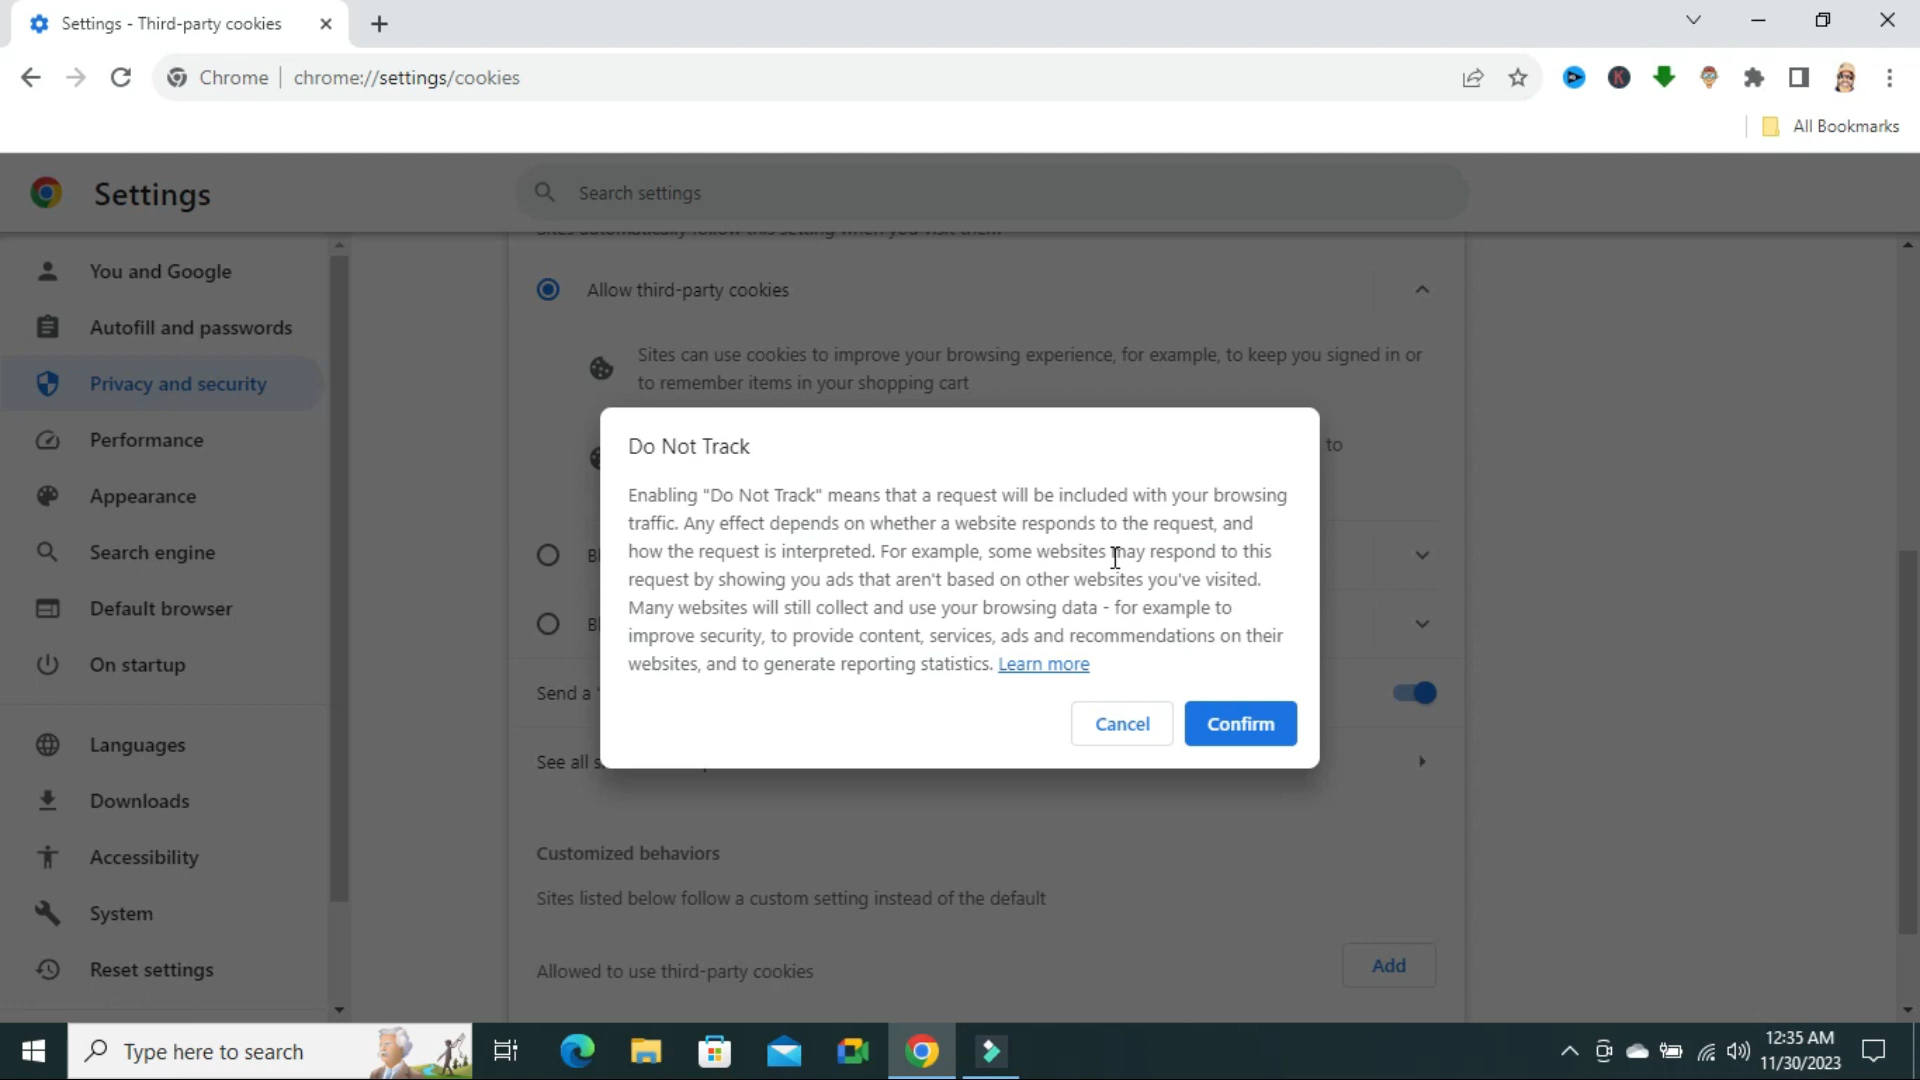 Settings - Third-party cookies
Chrome
chrome://settings/cookies
All Bookmarks
Settings
Search settings
You and Google
Autofill and passwords
Privacy and security
Performance
Appearance
Search engine
Default browser
On startup
Languages
Downloads
Accessibility
System
Reset settings
Allow third-party cookies
Sites can use cookies to improve your browsing experience, for example, to keep you signed in or
to remember items in your shopping cart
to
Do Not Track
Enabling "Do Not Track" means that a request will be included with your browsing
traffic. Any effect depends on whether a website responds to the request, and
how the request is interpreted. For example, some websites may respond to this
request by showing you ads that aren't based on other websites you've visited.
Many websites will still collect and use your browsing data - for example to
improve security, to provide content, services, ads and recommendations on their
websites, and to generate reporting statistics. Learn more
Cancel
Confirm
Send a "
See all s
Customized behaviors
Sites listed below follow a custom setting instead of the default
Allowed to use third-party cookies
Add
Type here to search
12:35 AM
11/30/2023